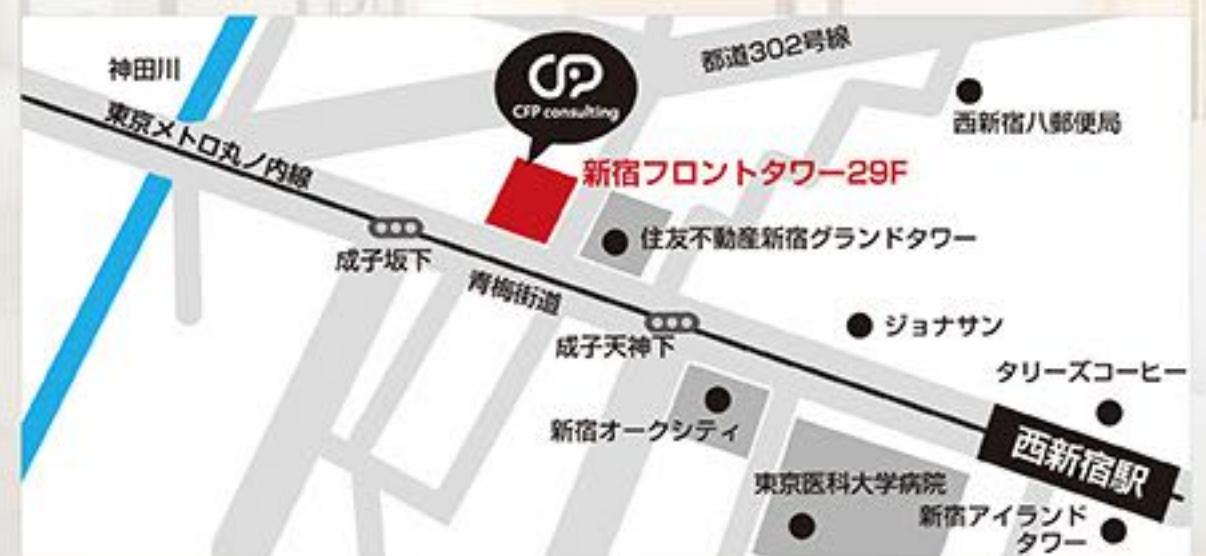 神田川
都道302号線
CFP consulting
西新宿八郵便局
東京メトロ丸ノ内線
新宿フロントタワー29F
住友不動産新宿グランドタワー
成子坂下
青梅街道
成子天神下
ジョナサン
タリーズコーヒー
新宿オークシティ
西新宿駅
東京医科大学病院
新宿アイランド
タワー